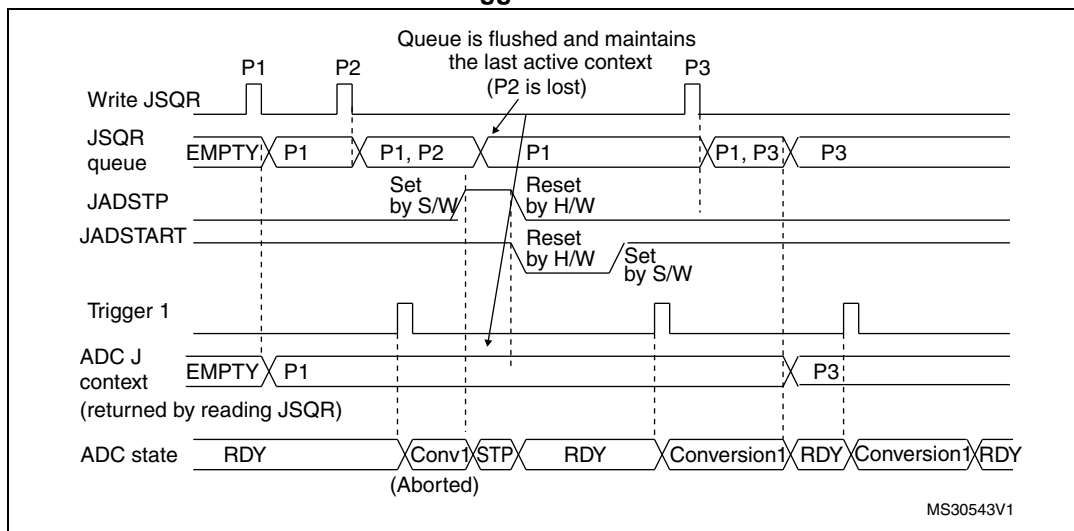 Queue is flushed and maintains
the last active context
(P2 is lost)
P1 P2 P3
Write JSQR
JSQR
queue
EMPTY P1 P1, P2 P1 P1, P3 P3
Set
by S/W
Reset
by H/W
JADSTP
JADSTART
Reset
by H/W
Set
by S/W
Trigger 1
ADC J
context
(returned by reading JSQR)
EMPTY P1 P3
ADC state RDY Conv1 STP RDY Conversion1 RDY Conversion1 RDY
(Aborted)
MS30543V1